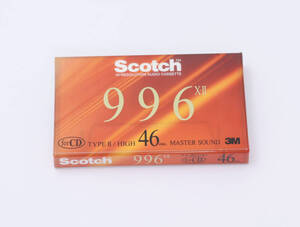 Scotch™
HI-RESOLUTION AUDIO CASSETTE
996 XII
for CD TYPE II / HIGH 46 min. MASTER SOUND 3M
Scotch 996 46